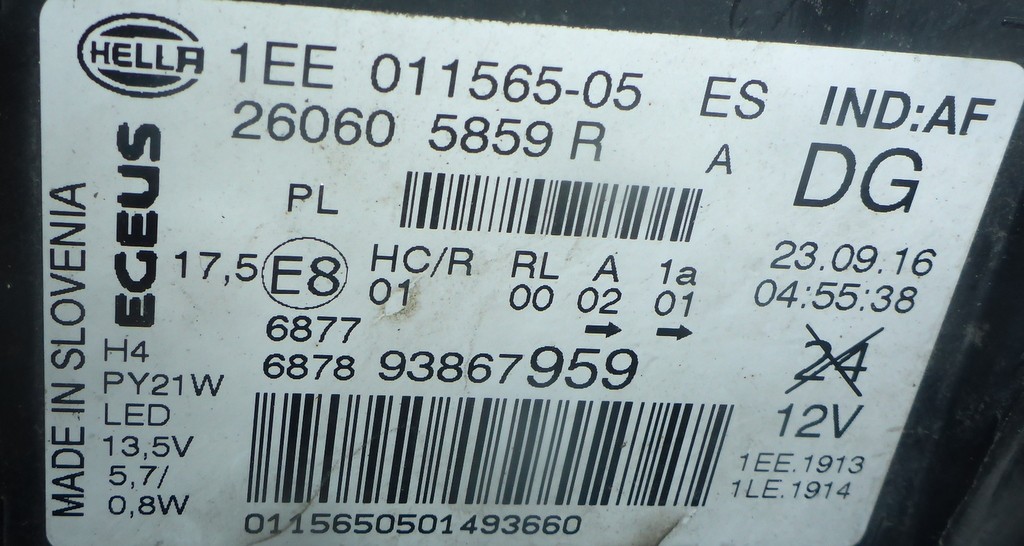 HELLA 1EE 011565-05 ES IND:AF
26060 5859 R A DG
MADE IN SLOVENIA
EGEUS
PL
17,5 E8 HC/R RL A 1a 23.09.16
01 00 02 01 04:55:38
→ →
6877
6878 93867959 24
H4
PY21W
LED
13,5V
5,7/
0,8W
12V
1EE.1913
1LE.1914
0115650501493660